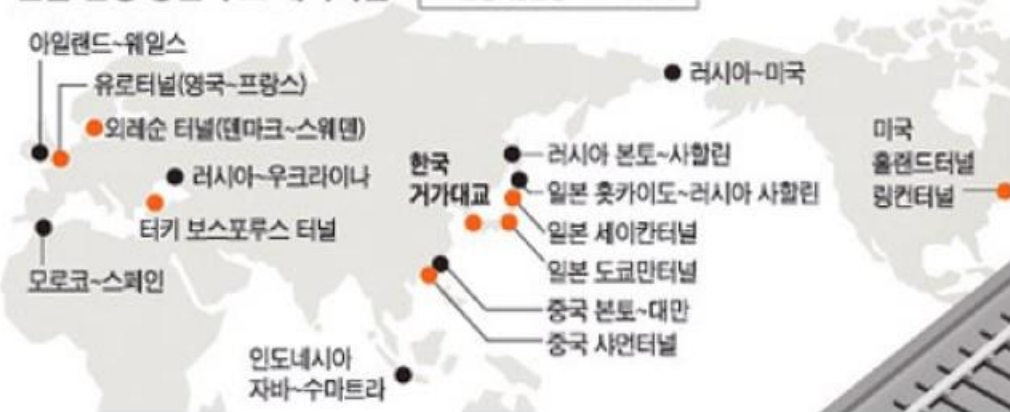 아일랜드~웨일스
유로터널(영국~프랑스)
외레순 터널(덴마크~스웨덴)
러시아~우크라이나
터키 보스포루스 터널
모로코~스페인
한국
거가대교
러시아~미국
러시아 본토~사할린
일본 홋카이도~러시아 사할린
일본 세이칸터널
일본 도쿄만터널
중국 본토~대만
중국 샤먼터널
인도네시아
자바~수마트라
미국
홀랜드터널
링컨터널